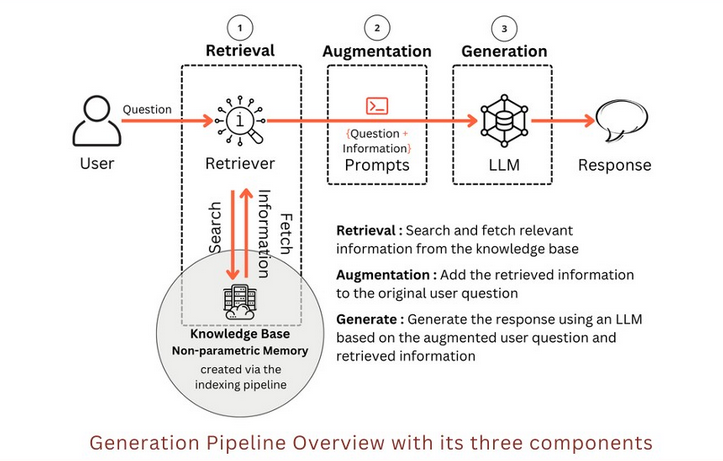 1
2
3
Retrieval
Augmentation
Generation
Question
User
Retriever
{Question +
Information}
Prompts
LLM
Response
Search
Fetch
Information
Knowledge Base
Non-parametric Memory
created via the
indexing pipeline
Retrieval : Search and fetch relevant
information from the knowledge base
Augmentation : Add the retrieved information
to the original user question
Generate : Generate the response using an LLM
based on the augmented user question and
retrieved information
Generation Pipeline Overview with its three components